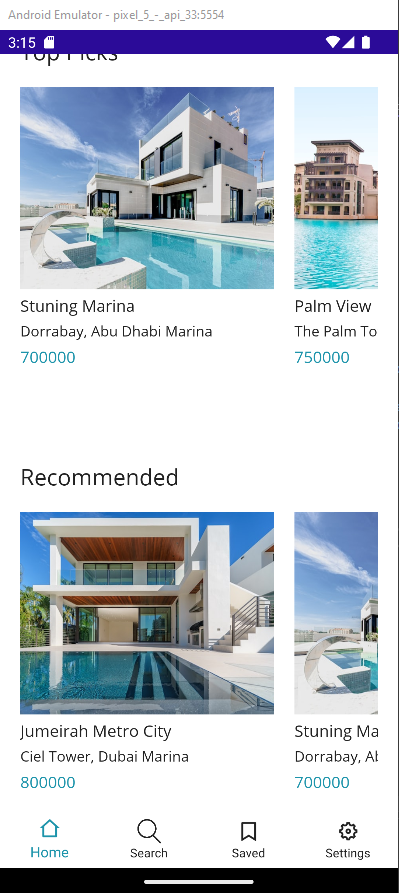 Android Emulator - pixel_5_-_api_33:5554
3:15
Top Picks
Stuning Marina
Palm View
Dorrabay, Abu Dhabi Marina
The Palm To
700000
750000
Recommended
Jumeirah Metro City
Stuning Ma
Ciel Tower, Dubai Marina
Dorrabay, Ab
800000
700000
Home
Search
Saved
Settings